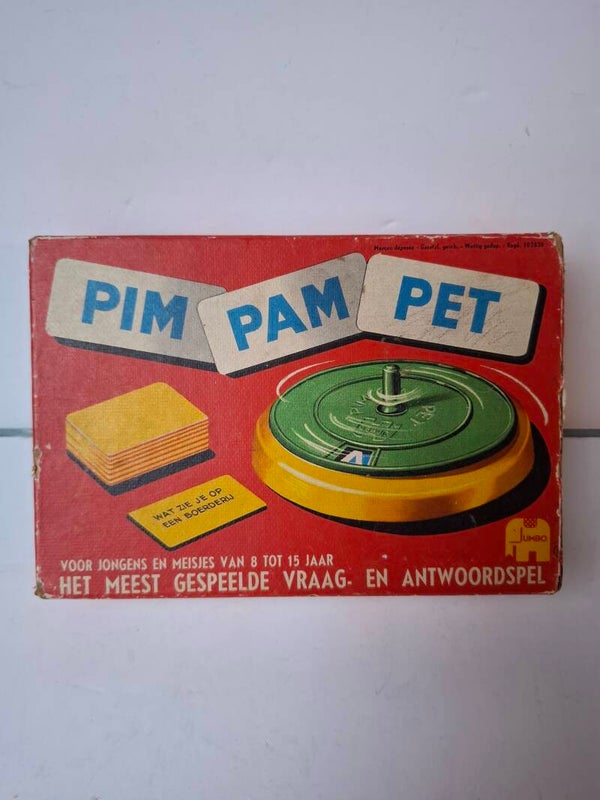 PIM PAM PET
WAT ZIE JE OP
EEN BOERDERIJ
JUMBO
VOOR JONGENS EN MEISJES VAN 8 TOT 15 JAAR
HET MEEST GESPEELDE VRAAG- EN ANTWOORDSPEL